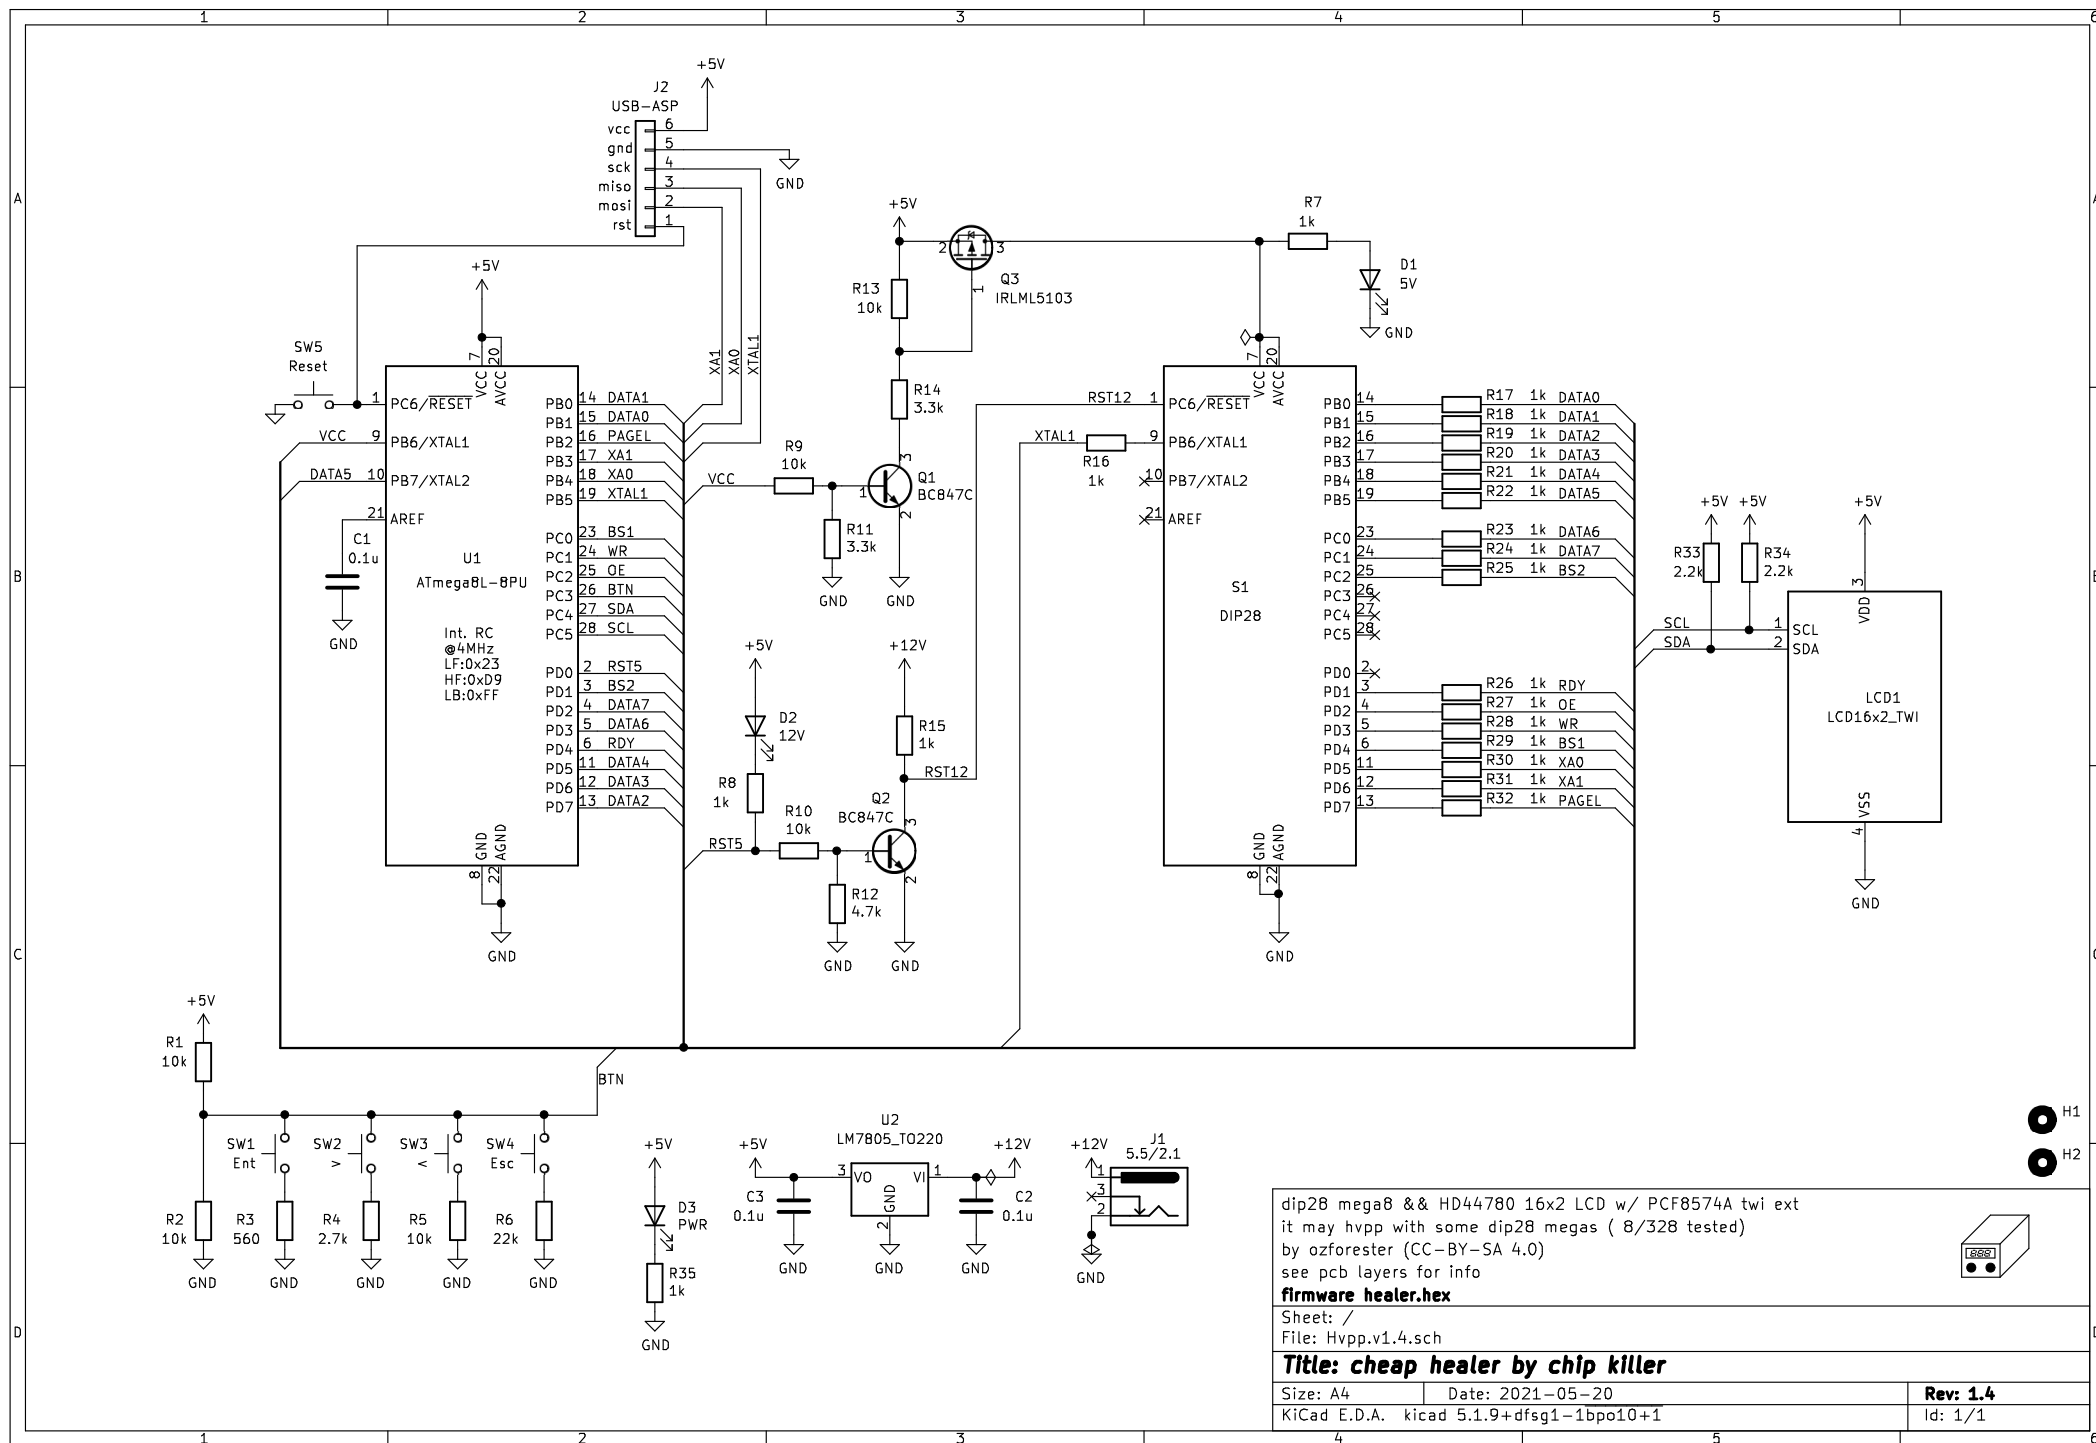 1 2 3 4 5 6
A
B
C
D
J2
USB-ASP
+5V
vcc 6
gnd 5
sck 4
miso 3
mosi 2
rst 1
GND
XA1
XA0
XTAL1
+5V
SW5
Reset
7 VCC
20 AVCC
1 PC6/RESET
VCC 9 PB6/XTAL1
DATA5 10 PB7/XTAL2
21 AREF
C1
0.1u
GND
U1
ATmega8L-8PU
Int. RC
@4MHz
LF:0xD23
HF:0xD9
LB:0xFF
PB0 14 DATA1
PB1 15 DATA0
PB2 16 PAGEL
PB3 17 XA1
PB4 18 XA0
PB5 19 XTAL1
PC0 23 BS1
PC1 24 WR
PC2 25 OE
PC3 26 BTN
PC4 27 SDA
PC5 28 SCL
PD0 2 RST5
PD1 3 BS2
PD2 4 DATA7
PD3 5 DATA6
PD4 6 RDY
PD5 11 DATA4
PD6 12 DATA3
PD7 13 DATA2
GND 8
AGND 22
GND
+5V
2 3
1
Q3
IRLML5103
R13
10k
R14
3.3k
VCC
R9
10k
1 3 2
Q1
BC847C
R11
3.3k
GND
GND
R7
1k
D1
5V
GND
+5V
D2
12V
R8
1k
RST5
R10
10k
R12
4.7k
GND
+12V
R15
1k
RST12
Q2
BC847C
1 3 2
GND
7 VCC
20 AVCC
RST12 1 PC6/RESET
XTAL1 R16 1k 9 PB6/XTAL1
10 PB7/XTAL2
21 AREF
S1
DIP28
PB0 14 R17 1k DATA0
PB1 15 R18 1k DATA1
PB2 16 R19 1k DATA2
PB3 17 R20 1k DATA3
PB4 18 R21 1k DATA4
PB5 19 R22 1k DATA5
PC0 23 R23 1k DATA6
PC1 24 R24 1k DATA7
PC2 25 R25 1k BS2
PC3 26
PC4 27
PC5 28
PD0 2
PD1 3 R26 1k RDY
PD2 4 R27 1k OE
PD3 5 R28 1k WR
PD4 6 R29 1k BS1
PD5 11 R30 1k XA0
PD6 12 R31 1k XA1
PD7 13 R32 1k PAGEL
GND 8
AGND 22
GND
+5V +5V
R33
2.2k
R34
2.2k
SCL 1 SCL
SDA 2 SDA
+5V
3 VDD
LCD1
LCD16x2_TWI
VSS 4
GND
+5V
R1
10k
BTN
SW1
Ent
SW2
>
SW3
<
SW4
Esc
R2
10k
R3
560
R4
2.7k
R5
10k
R6
22k
GND GND GND GND GND
+5V
D3
PWR
R35
1k
GND
+5V
C3
0.1u
GND
U2
LM7805_TO220
3 VO VI 1
GND
2
GND
+12V
C2
0.1u
GND
+12V
J1
5.5/2.1
1
3
2
GND
H1
H2
dip28 mega8 && HD44780 16x2 LCD w/ PCF8574A twi ext
it may hvpp with some dip28 megas ( 8/328 tested)
by ozforester (CC-BY-SA 4.0)
see pcb layers for info
firmware healer.hex
Sheet: /
File: Hvpp.v1.4.sch
Title: cheap healer by chip killer
Size: A4 Date: 2021-05-20 Rev: 1.4
KiCad E.D.A. kicad 5.1.9+dfsg1-1bpo10+1 Id: 1/1
1 2 3 4 5 6